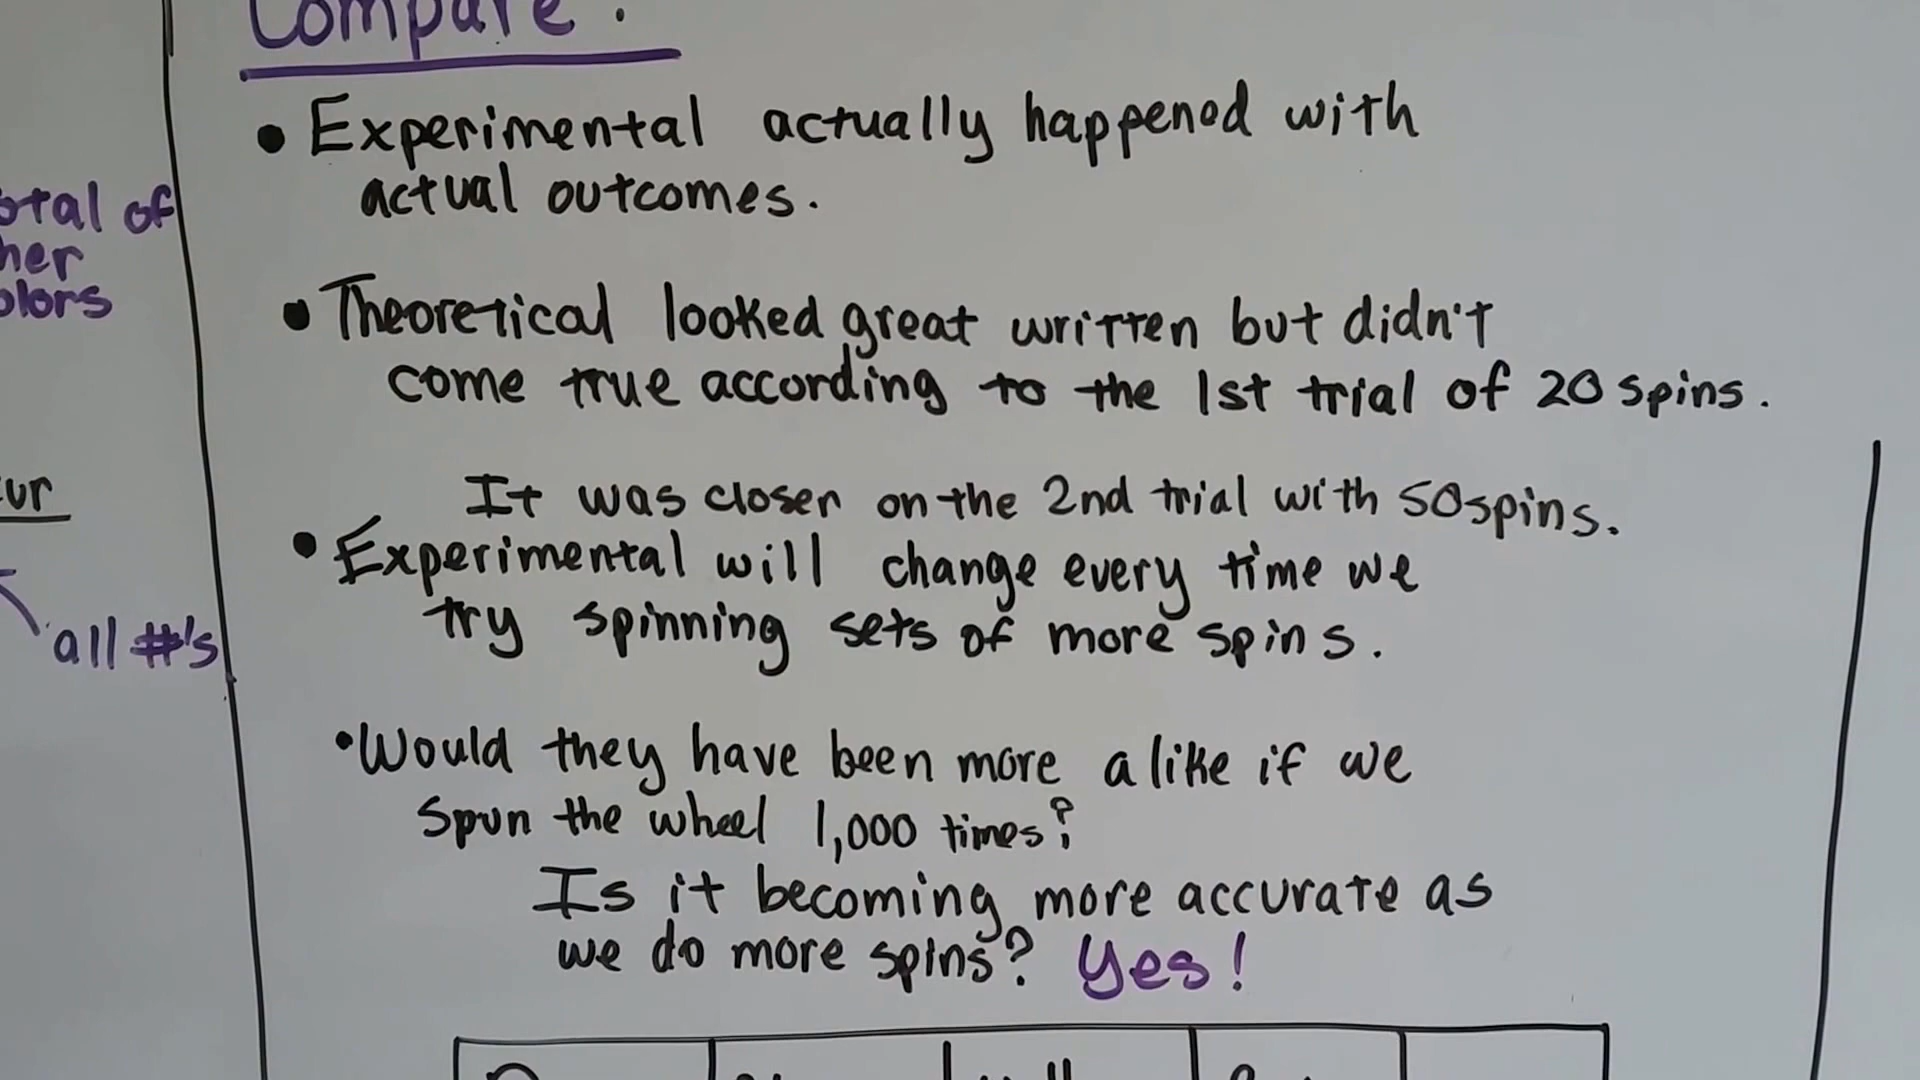 Compare:
• Experimental actually happened with
actual outcomes.
• Theoretical looked great written but didn't
come true according to the 1st trial of 20 spins.
It was closer on the 2nd trial with 50 spins.
• Experimental will change every time we
try spinning sets of more spins.
• Would they have been more alike if we
spun the wheel 1,000 times?
Is it becoming more accurate as
we do more spins? Yes!
of
all #'s